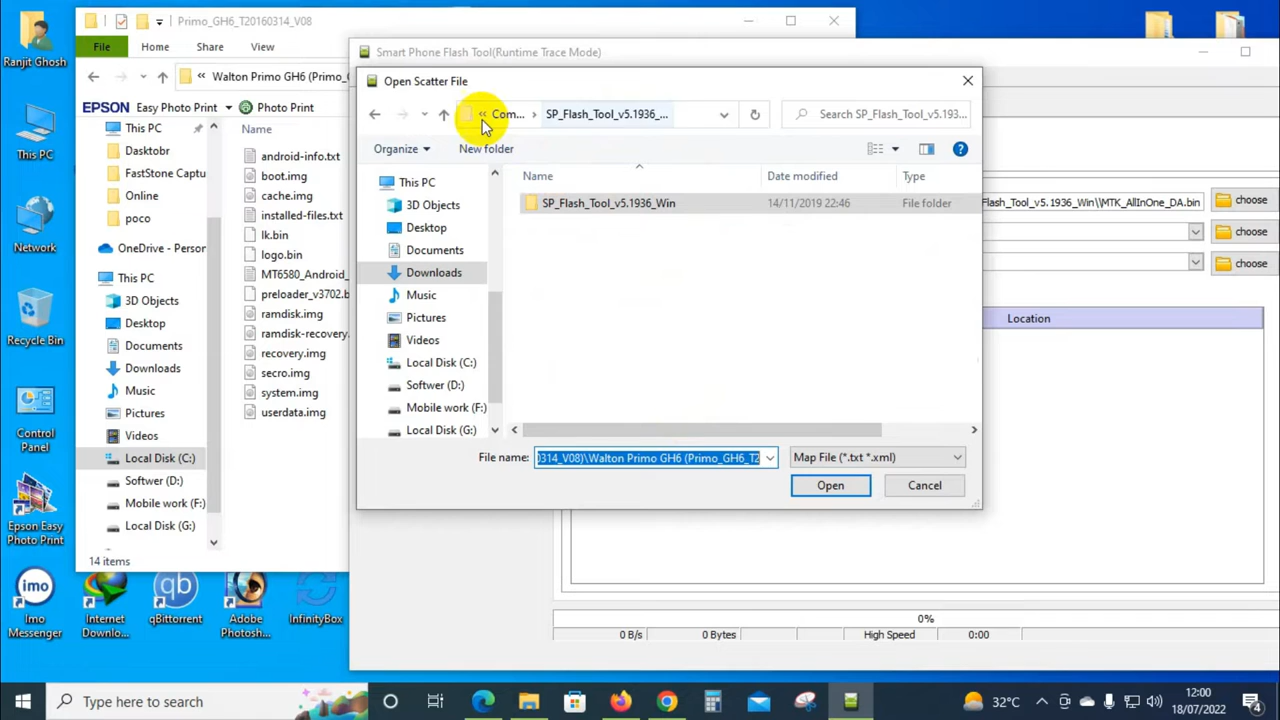 Ranjit Ghosh
This PC
Network
Recycle Bin
Control
Panel
Epson Easy
Photo Print
Imo
Messenger
Internet
Downlo...
qBittorrent
Adobe
Photosh...
InfinityBox
Primo_GH6_T20160314_V08
File Home Share View
« Walton Primo GH6 (Primo_
EPSON Easy Photo Print Photo Print
This PC
Dasktobr
FastStone Captu
Online
poco
OneDrive - Person
This PC
3D Objects
Desktop
Documents
Downloads
Music
Pictures
Videos
Local Disk (C:)
Softwer (D:)
Mobile work (F:)
Local Disk (G:)
Name
android-info.txt
boot.img
cache.img
installed-files.txt
lk.bin
logo.bin
MT6580_Android_
preloader_v3702.b
ramdisk.img
ramdisk-recovery.
recovery.img
secro.img
system.img
userdata.img
14 items
Smart Phone Flash Tool(Runtime Trace Mode)
Open Scatter File
« Com... › SP_Flash_Tool_v5.1936_... Search SP_Flash_Tool_v5.193...
Organize New folder
This PC
3D Objects
Desktop
Documents
Downloads
Music
Pictures
Videos
Local Disk (C:)
Softwer (D:)
Mobile work (F:)
Local Disk (G:)
Name Date modified Type
SP_Flash_Tool_v5.1936_Win 14/11/2019 22:46 File folder
File name: 0314_V08)\Walton Primo GH6 (Primo_GH6_T2 Map File (*.txt *.xml)
Open Cancel
Flash_Tool_v5.1936_Win\\MTK_AllInOne_DA.bin choose
choose
choose
Location
0%
0 B/s 0 Bytes High Speed 0:00
Type here to search
32°C
12:00
18/07/2022
4